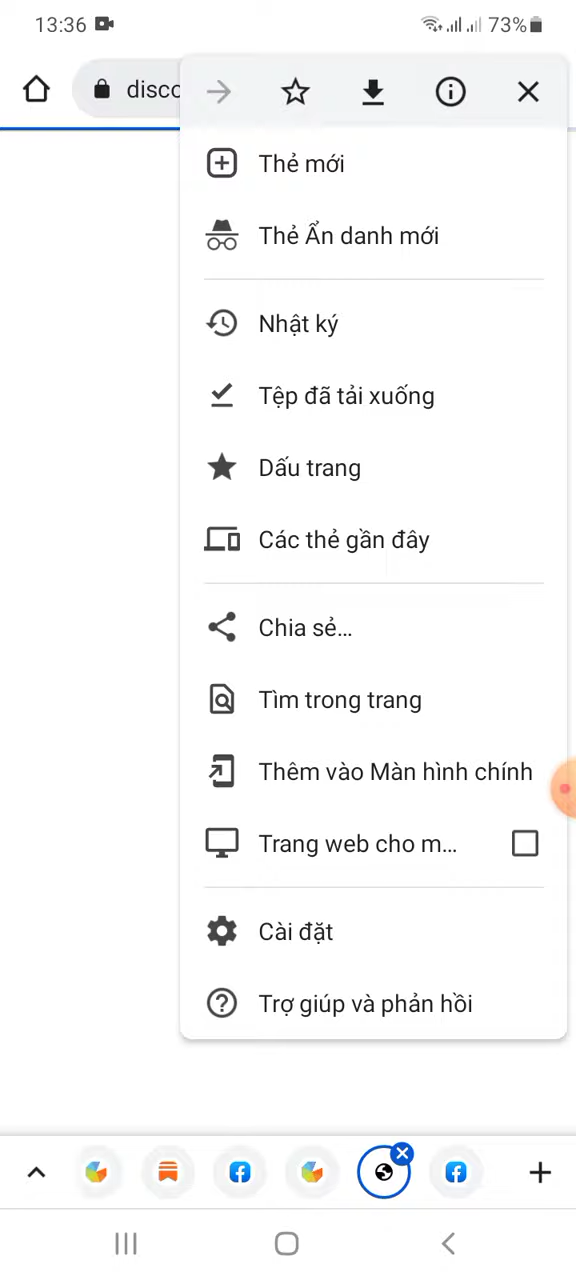 13:36
73%
disco
Thẻ mới
Thẻ Ẩn danh mới
Nhật ký
Tệp đã tải xuống
Dấu trang
Các thẻ gần đây
Chia sẻ...
Tìm trong trang
Thêm vào Màn hình chính
Trang web cho m...
Cài đặt
Trợ giúp và phản hồi